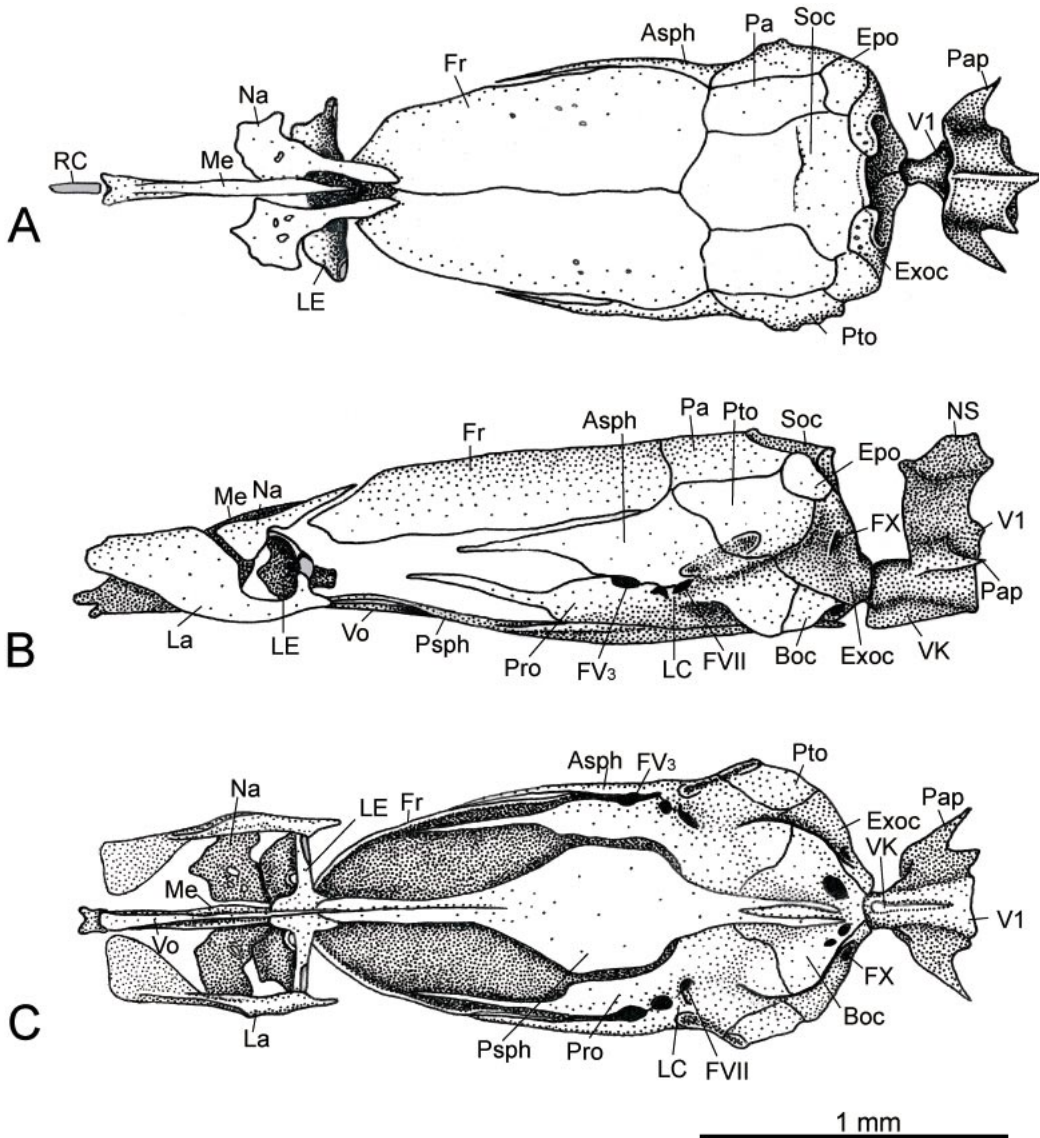 Soc
Pa
Asph
Epo
Pap
Fr
V1
Na
Me
RC
A
LE
Exoc
Pto
NS
Pa
Pto
Soc
Asph
Fr
Epo
Me
Na
FX
V1
Pap
La
LE
Vo
Psph
Pro
FV3
LC
FVII
Boc
Exoc
VK
B
Asph
FV3
Pto
Na
LE
Fr
Pap
Exoc
VK
Me
Vo
V1
FX
Boc
C
La
Psph
Pro
LC
FVII
1 mm